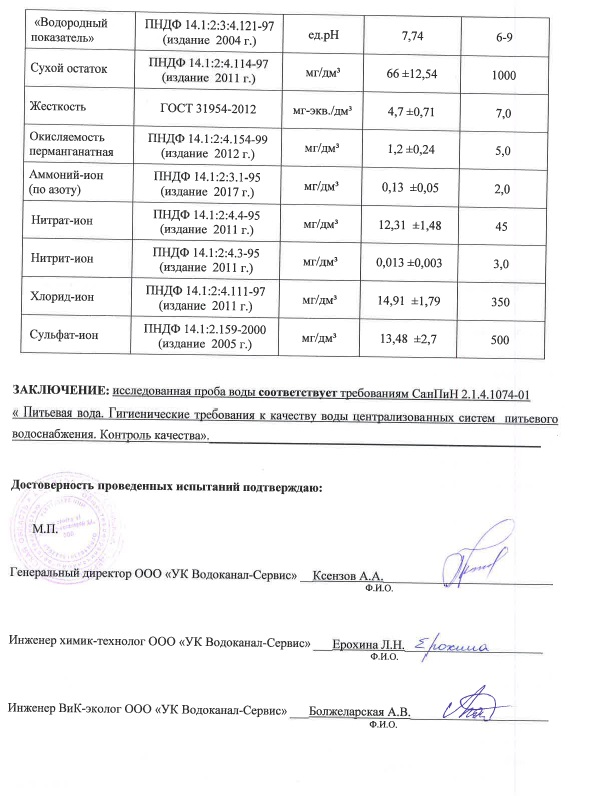 «Водородный показатель» ПНДФ 14.1:2:3:4.121-97 (издание 2004 г.) ед.рН 7,74 6-9
Сухой остаток ПНДФ 14.1:2:4.114-97 (издание 2011 г.) мг/дм³ 66 ±12,54 1000
Жесткость ГОСТ 31954-2012 мг-экв./дм³ 4,7 ±0,71 7,0
Окисляемость перманганатная ПНДФ 14.1:2:4.154-99 (издание 2012 г.) мг/дм³ 1,2 ±0,24 5,0
Аммоний-ион (по азоту) ПНДФ 14.1:2:3.1-95 (издание 2017 г.) мг/дм³ 0,13 ±0,05 2,0
Нитрат-ион ПНДФ 14.1:2:4.4-95 (издание 2011 г.) мг/дм³ 12,31 ±1,48 45
Нитрит-ион ПНДФ 14.1:2:4.3-95 (издание 2011 г.) мг/дм³ 0,013 ±0,003 3,0
Хлорид-ион ПНДФ 14.1:2:4.111-97 (издание 2011 г.) мг/дм³ 14,91 ±1,79 350
Сульфат-ион ПНДФ 14.1:2.159-2000 (издание 2005 г.) мг/дм³ 13,48 ±2,7 500
ЗАКЛЮЧЕНИЕ: исследованная проба воды соответствует требованиям СанПиН 2.1.4.1074-01
« Питьевая вода. Гигиенические требования к качеству воды централизованных систем питьевого
водоснабжения. Контроль качества».
Достоверность проведенных испытаний подтверждаю:
М.П.
Генеральный директор ООО «УК Водоканал-Сервис» Ксензов А.А.
Ф.И.О.
Инженер химик-технолог ООО «УК Водоканал-Сервис» Ерохина Л.Н. Ерохина
Ф.И.О.
Инженер ВиК-эколог ООО «УК Водоканал-Сервис» Болжеларская А.В.
Ф.И.О.